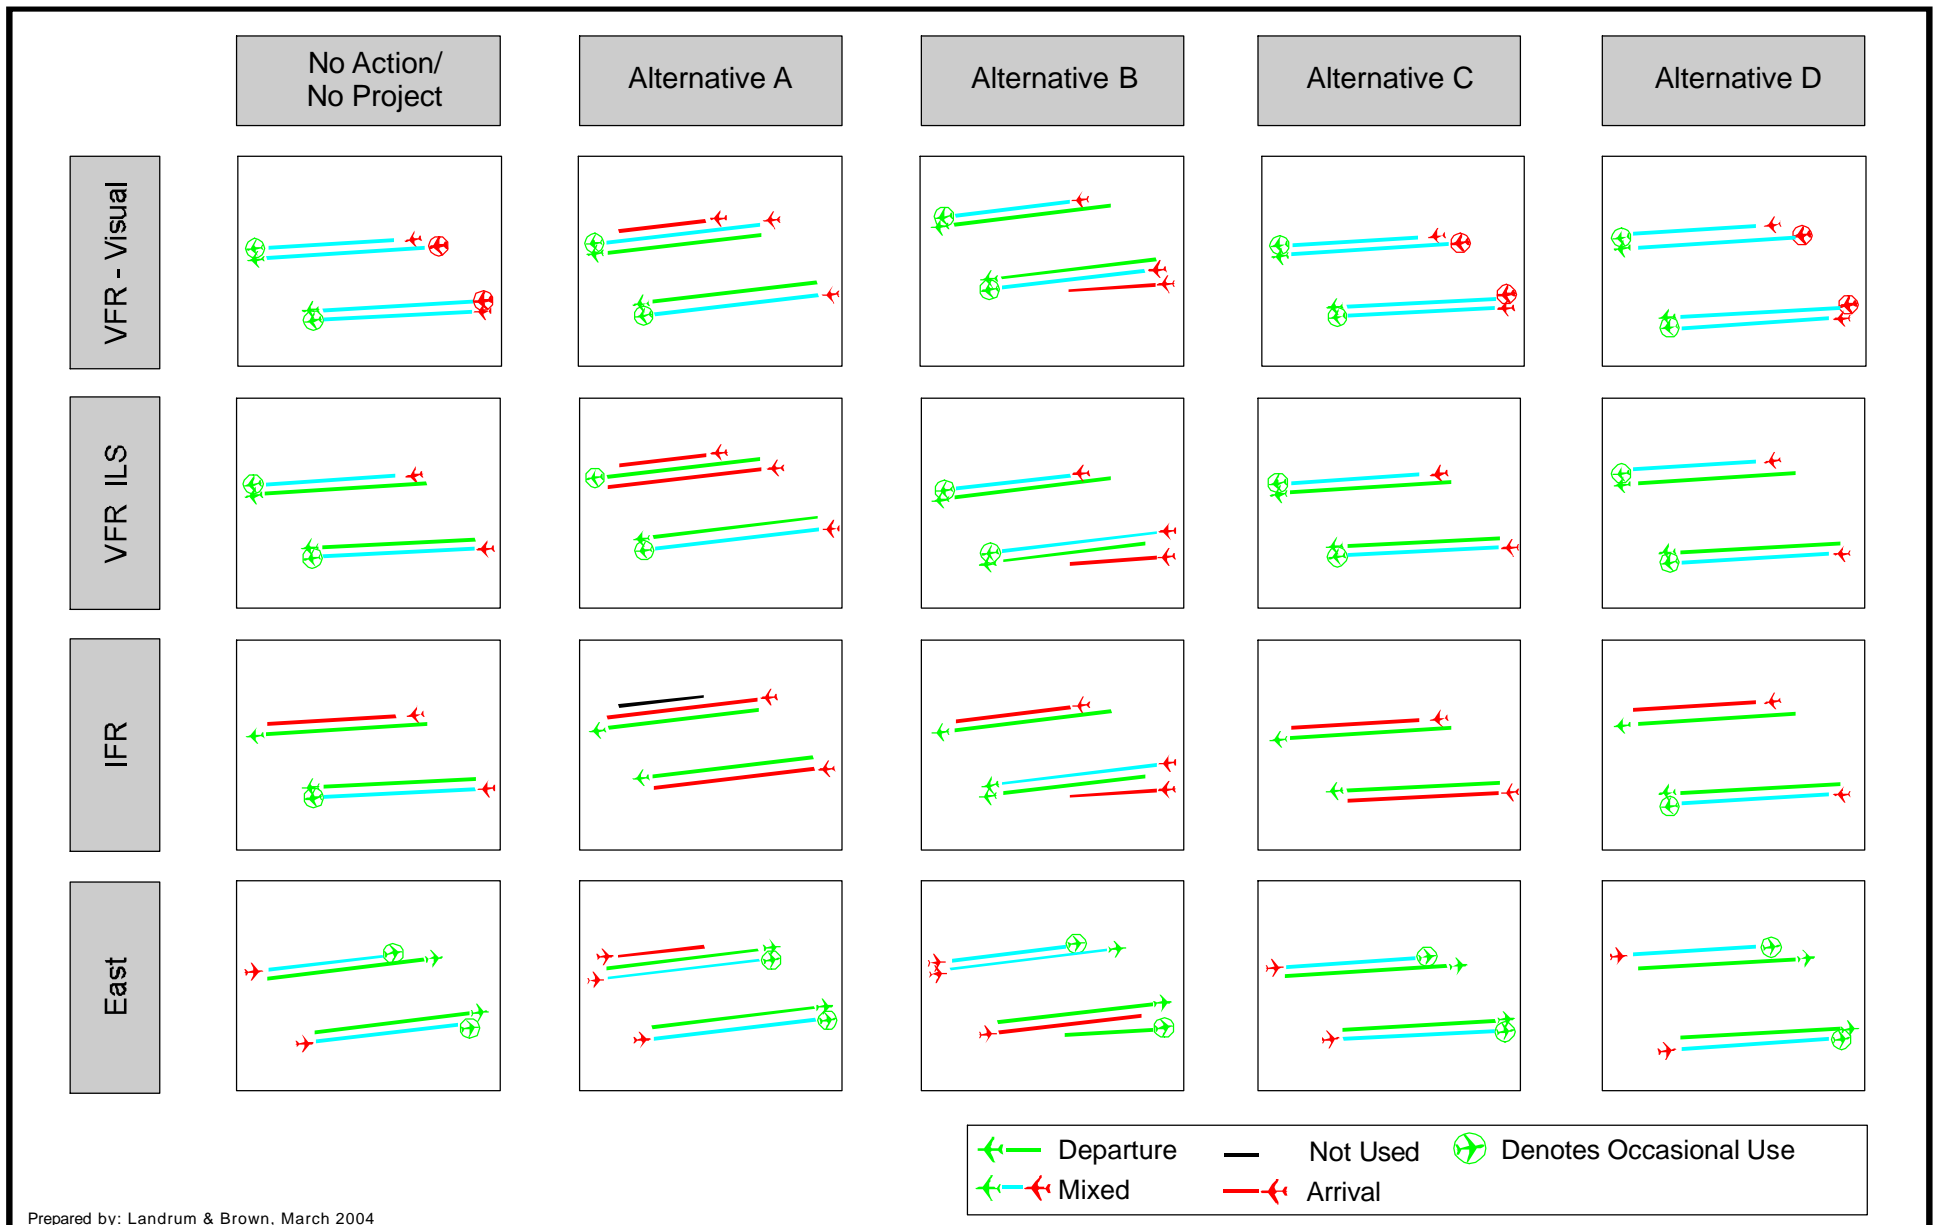 No Action/
No Project
Alternative A
Alternative B
Alternative C
Alternative D
VFR - Visual
VFR ILS
IFR
East
Departure
Not Used
Denotes Occasional Use
Mixed
Arrival
Prepared by: Landrum & Brown, March 2004